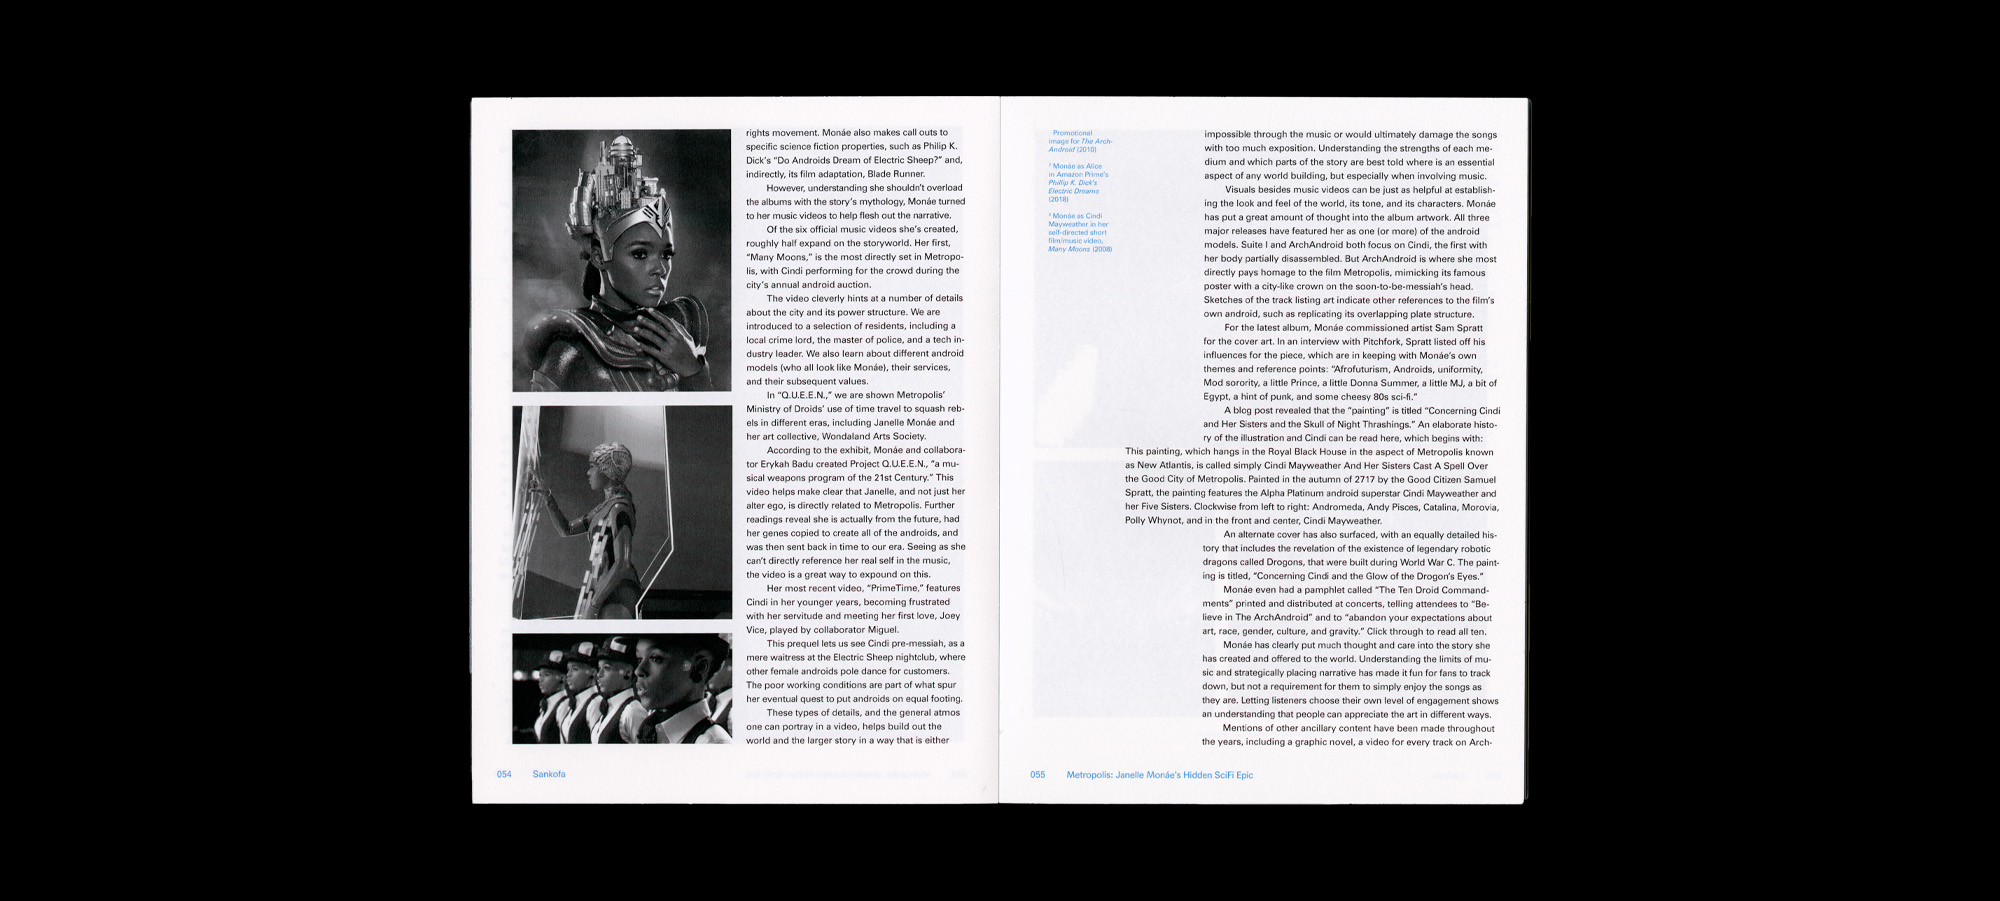 rights movement. Monáe also makes call outs to
specific science fiction properties, such as Philip K.
Dick's “Do Androids Dream of Electric Sheep?” and,
indirectly, its film adaptation, Blade Runner.
However, understanding she shouldn't overload
the albums with the story's mythology, Monáe turned
to her music videos to help flesh out the narrative.
Of the six official music videos she's created,
roughly half expand on the storyworld. Her first,
“Many Moons,” is the most directly set in Metropo-
lis, with Cindi performing for the crowd during the
city's annual android auction.
The video cleverly hints at a number of details
about the city and its power structure. We are
introduced to a selection of residents, including a
local crime lord, the master of police, and a tech in-
dustry leader. We also learn about different android
models (who all look like Monáe), their services,
and their subsequent values.
In “Q.U.E.E.N.,” we are shown Metropolis'
Ministry of Droids' use of time travel to squash reb-
els in different eras, including Janelle Monáe and
her art collective, Wondaland Arts Society.
According to the exhibit, Monáe and collabora-
tor Erykah Badu created Project Q.U.E.E.N., “a mu-
sical weapons program of the 21st Century.” This
video helps make clear that Janelle, and not just her
alter ego, is directly related to Metropolis. Further
readings reveal she is actually from the future, had
her genes copied to create all of the androids, and
was then sent back in time to our era. Seeing as she
can't directly reference her real self in the music,
the video is a great way to expound on this.
Her most recent video, “PrimeTime,” features
Cindi in her younger years, becoming frustrated
with her servitude and meeting her first love, Joey
Vice, played by collaborator Miguel.
This prequel lets us see Cindi pre-messiah, as a
mere waitress at the Electric Sheep nightclub, where
other female androids pole dance for customers.
The poor working conditions are part of what spur
her eventual quest to put androids on equal footing.
These types of details, and the general atmos
one can portray in a video, helps build out the
world and the larger story in a way that is either
054 Sankofa
Promotional
image for The Arch-
Android (2010)
² Monáe as Alice
in Amazon Prime's
Phillip K. Dick's
Electric Dreams
(2018)
³ Monáe as Cindi
Mayweather in her
self-directed short
film/music video,
Many Moons (2008)
impossible through the music or would ultimately damage the songs
with too much exposition. Understanding the strengths of each me-
dium and which parts of the story are best told where is an essential
aspect of any world building, but especially when involving music.
Visuals besides music videos can be just as helpful at establish-
ing the look and feel of the world, its tone, and its characters. Monáe
has put a great amount of thought into the album artwork. All three
major releases have featured her as one (or more) of the android
models. Suite I and ArchAndroid both focus on Cindi, the first with
her body partially disassembled. But ArchAndroid is where she most
directly pays homage to the film Metropolis, mimicking its famous
poster with a city-like crown on the soon-to-be-messiah's head.
Sketches of the track listing art indicate other references to the film's
own android, such as replicating its overlapping plate structure.
For the latest album, Monáe commissioned artist Sam Spratt
for the cover art. In an interview with Pitchfork, Spratt listed off his
influences for the piece, which are in keeping with Monáe's own
themes and reference points: “Afrofuturism, Androids, uniformity,
Mod sorority, a little Prince, a little Donna Summer, a little MJ, a bit of
Egypt, a hint of punk, and some cheesy 80s sci-fi.”
A blog post revealed that the “painting” is titled “Concerning Cindi
and Her Sisters and the Skull of Night Thrashings.” An elaborate histo-
ry of the illustration and Cindi can be read here, which begins with:
This painting, which hangs in the Royal Black House in the aspect of Metropolis known
as New Atlantis, is called simply Cindi Mayweather And Her Sisters Cast A Spell Over
the Good City of Metropolis. Painted in the autumn of 2717 by the Good Citizen Samuel
Spratt, the painting features the Alpha Platinum android superstar Cindi Mayweather and
her Five Sisters. Clockwise from left to right: Andromeda, Andy Pisces, Catalina, Morovia,
Polly Whynot, and in the front and center, Cindi Mayweather.
An alternate cover has also surfaced, with an equally detailed his-
tory that includes the revelation of the existence of legendary robotic
dragons called Drogons, that were built during World War C. The paint-
ing is titled, “Concerning Cindi and the Glow of the Drogon's Eyes.”
Monáe even had a pamphlet called “The Ten Droid Command-
ments” printed and distributed at concerts, telling attendees to “Be-
lieve in The ArchAndroid” and to “abandon your expectations about
art, race, gender, culture, and gravity.” Click through to read all ten.
Monáe has clearly put much thought and care into the story she
has created and offered to the world. Understanding the limits of mu-
sic and strategically placing narrative has made it fun for fans to track
down, but not a requirement for them to simply enjoy the songs as
they are. Letting listeners choose their own level of engagement shows
an understanding that people can appreciate the art in different ways.
Mentions of other ancillary content have been made throughout
the years, including a graphic novel, a video for every track on Arch-
055 Metropolis: Janelle Monáe's Hidden SciFi Epic